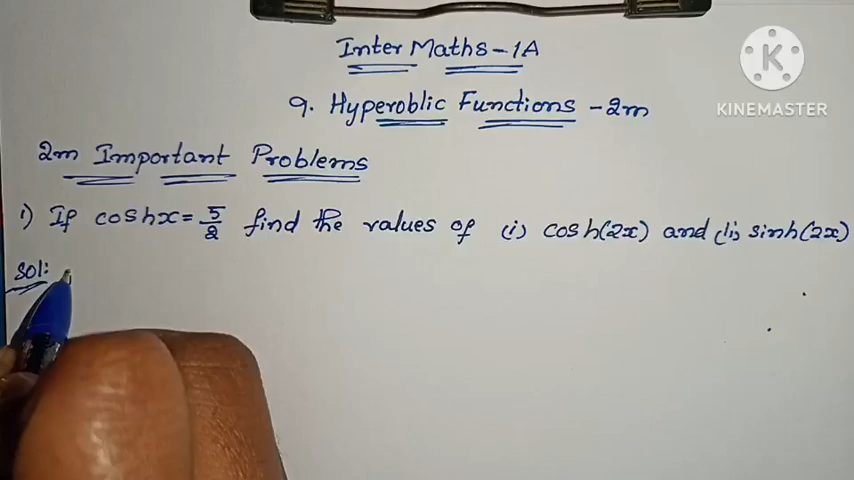 Inter Maths-1A
K
KINEMASTER
9. Hyperoblic Functions -2m
2m Important Problems
1) If coshx = 5/2 find the values of (i) cosh(2x) and (ii) sinh(2x)
Sol: